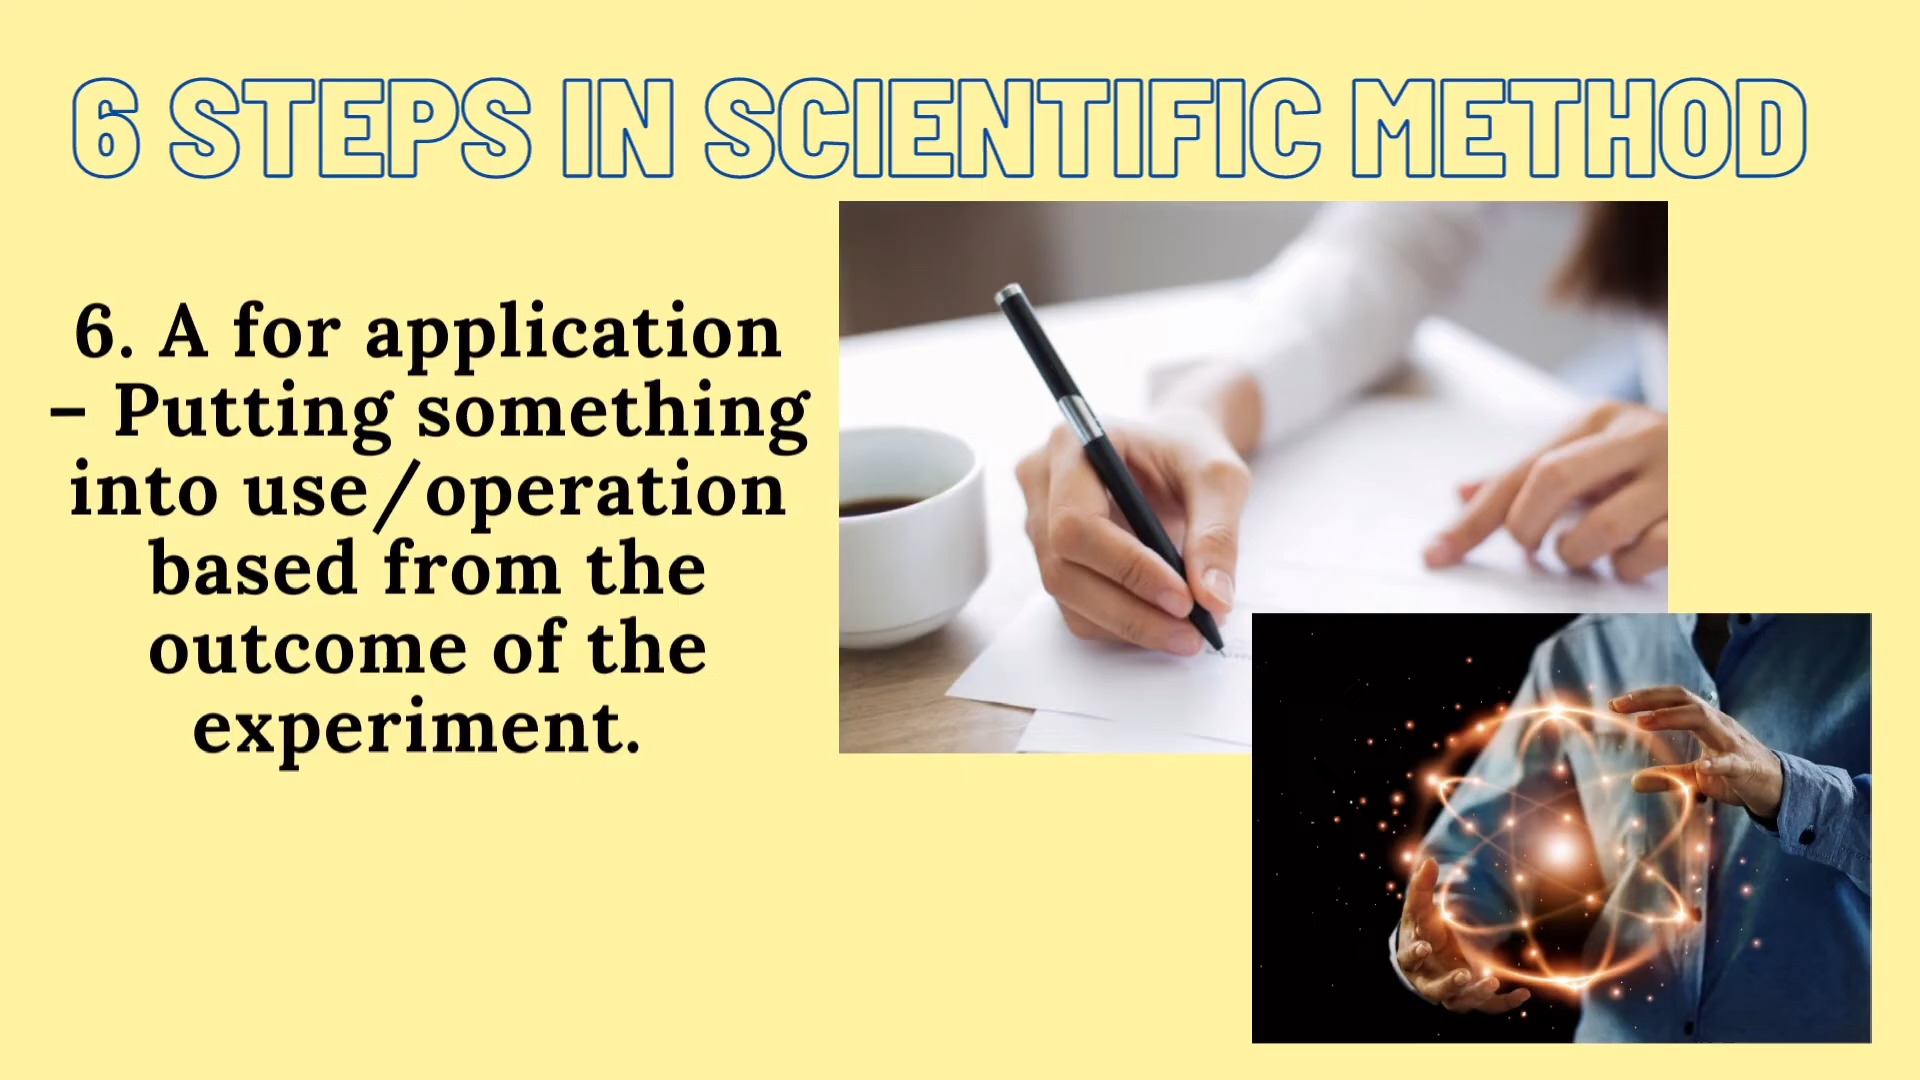 6 STEPS IN SCIENTIFIC METHOD
6. A for application
– Putting something
into use/operation
based from the
outcome of the
experiment.